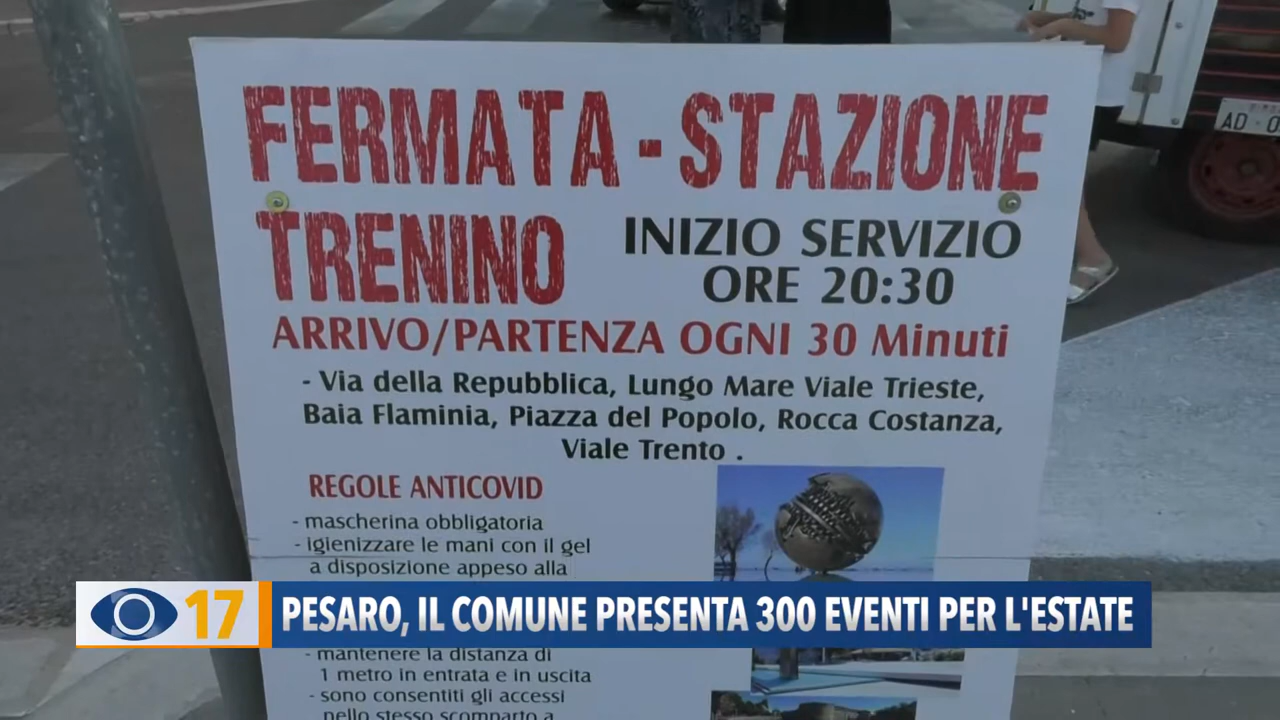 FERMATA - STAZIONE
TRENINO
INIZIO SERVIZIO
ORE 20:30
ARRIVO/PARTENZA OGNI 30 Minuti
- Via della Repubblica, Lungo Mare Viale Trieste,
Baia Flaminia, Piazza del Popolo, Rocca Costanza,
Viale Trento .
REGOLE ANTICOVID
- mascherina obbligatoria
- igienizzare le mani con il gel
a disposizione appeso alla
17 PESARO, IL COMUNE PRESENTA 300 EVENTI PER L'ESTATE
- mantenere la distanza di
1 metro in entrata e in uscita
- sono consentiti gli accessi
nello stesso scomparto a
AD